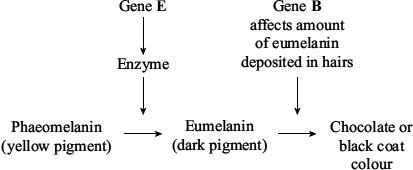 Gene E
Enzyme
Gene B
affects amount
of eumelanin
deposited in hairs
Phaeomelanin
(yellow pigment)
Eumelanin
(dark pigment)
Chocolate or
black coat
colour